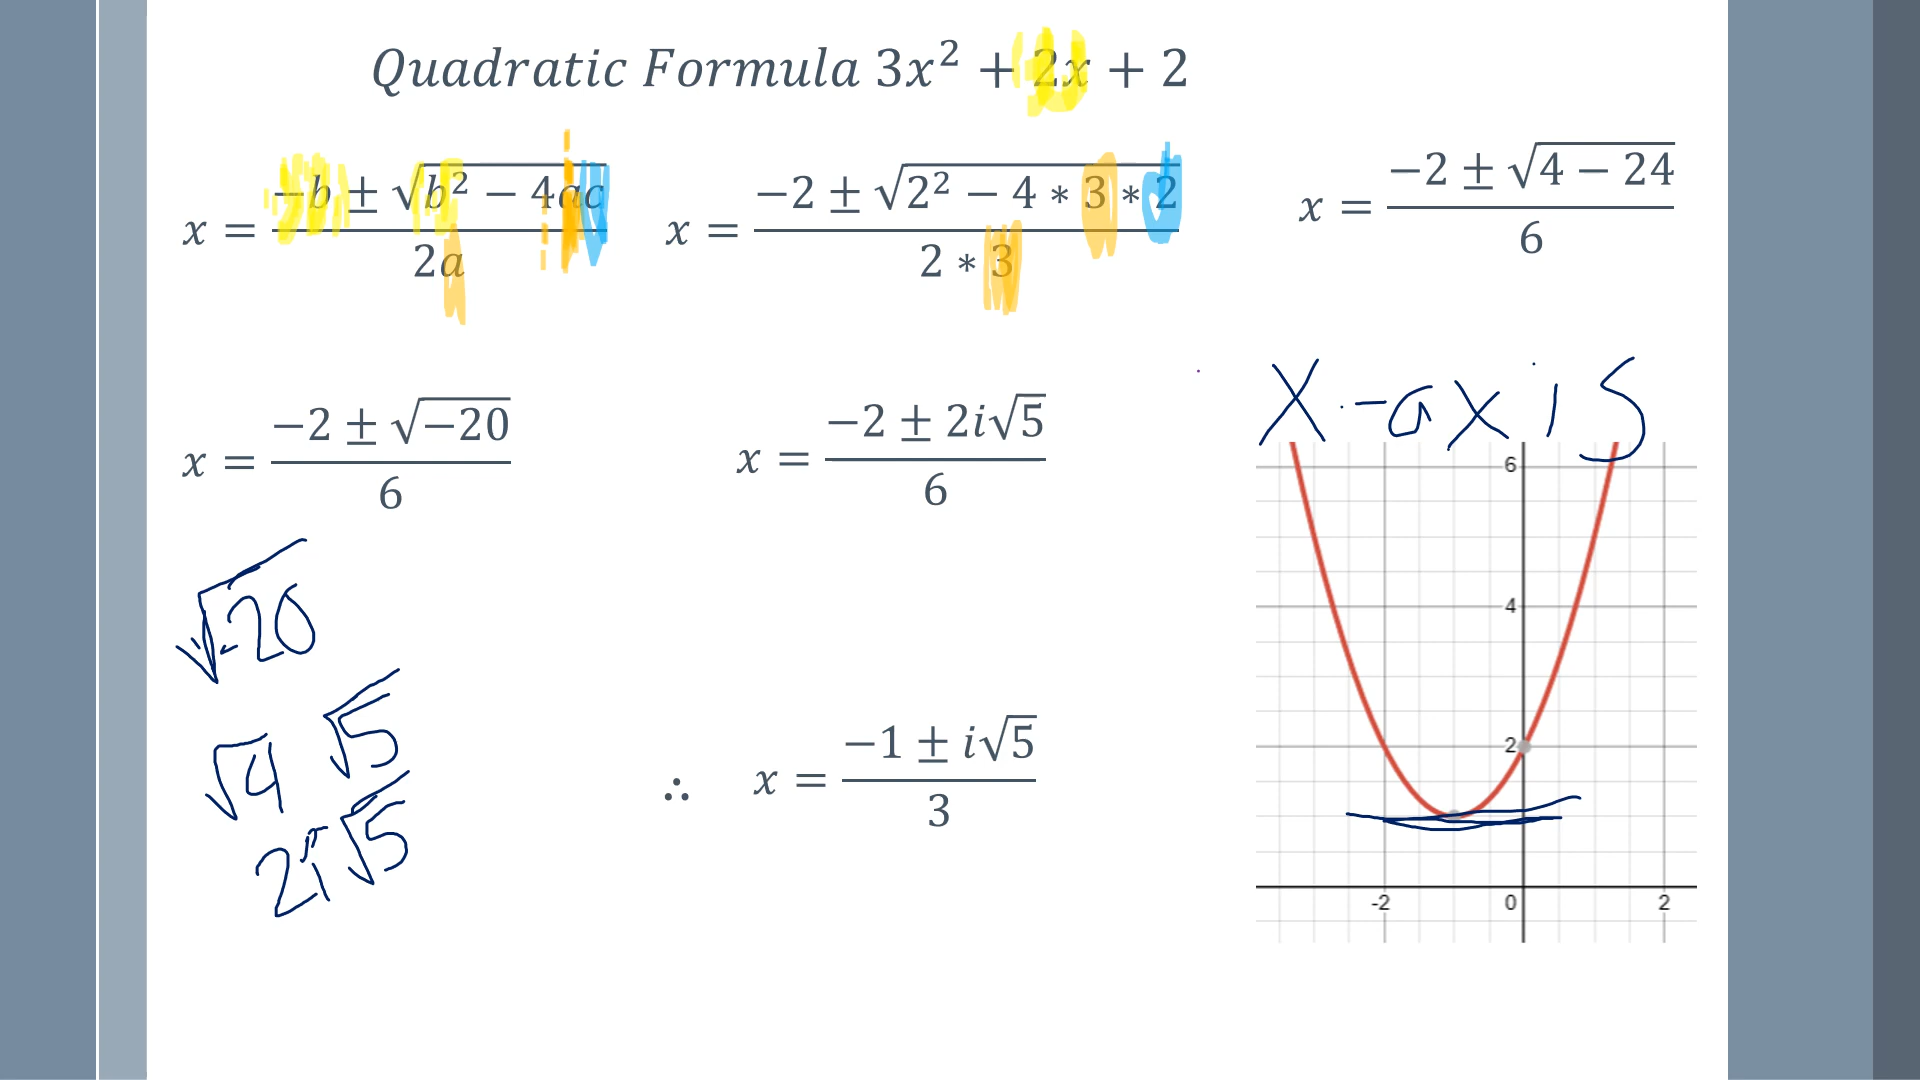 Quadratic Formula 3x² + 2x + 2
x = (−b ± √(b² − 4ac)) / 2a
x = (−2 ± √(2² − 4 ∗ 3 ∗ 2)) / (2 ∗ 3)
x = (−2 ± √(4 − 24)) / 6
x = (−2 ± √(−20)) / 6
x = (−2 ± 2i√5) / 6
x-axis
√-20
√4 √5
2i√5
∴ x = (−1 ± i√5) / 3
6
4
2
-2 0 2